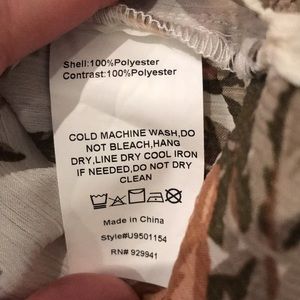 Shell:100%Polyester
Contrast:100%Polyester
COLD MACHINE WASH,DO
NOT BLEACH,HANG
DRY,LINE DRY COOL IRON
IF NEEDED,DO NOT DRY
CLEAN
Made in China
Style#U9501154
RN# 929941